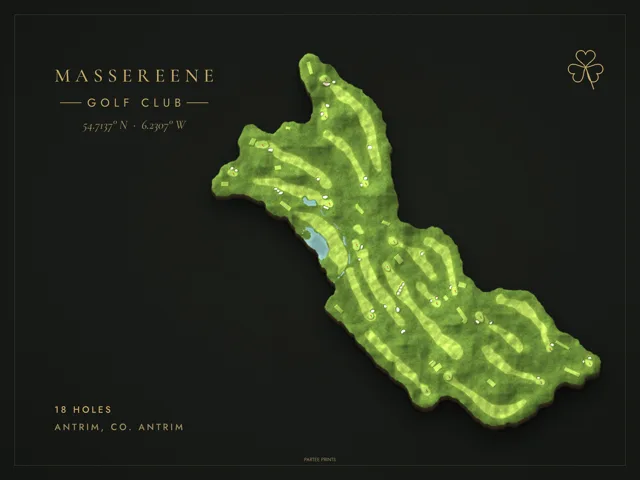 MASSEREENE
GOLF CLUB
54.7137° N · 6.2307° W
18 HOLES
ANTRIM, CO. ANTRIM
PARTEE PRINTS